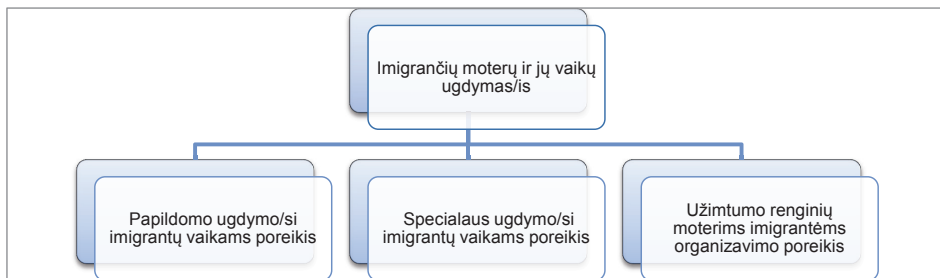 Imigrančių moterų ir jų vaikų
ugdymas/is
Papildomo ugdymo/si
imigrantų vaikams poreikis
Specialaus ugdymo/si
imigrantų vaikams poreikis
Užimtumo renginių
moterims imigrantėms
organizavimo poreikis